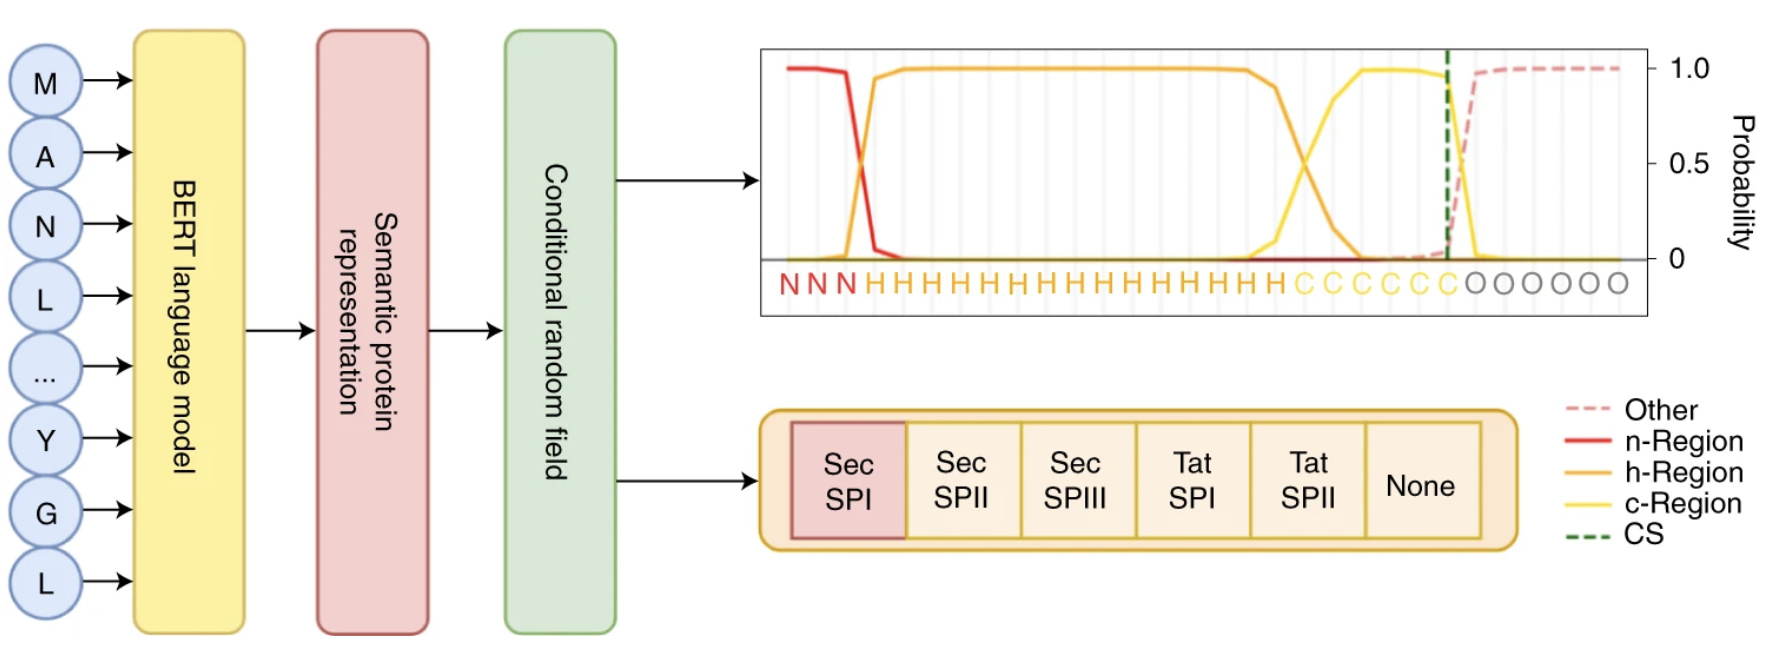 M
A
N
L
...
Y
G
L
BERT language model
Semantic protein
representation
Conditional random field
1.0
0.5
0
Probability
N N N H H H H H H H H H H H H H H H C C C C C C O O O O O O
Sec
SPI
Sec
SPII
Sec
SPIII
Tat
SPI
Tat
SPII
None
Other
n-Region
h-Region
c-Region
CS